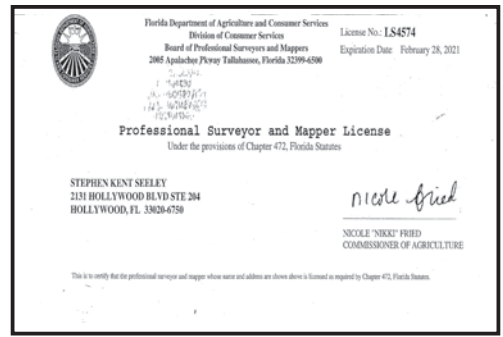 Florida Department of Agriculture and Consumer Services
Division of Consumer Services
Board of Professional Surveyors and Mappers
2005 Apalachee Pkway Tallahassee, Florida 32399-6500
License No.: LS4574
Expiration Date February 28, 2021
Professional Surveyor and Mapper License
Under the provisions of Chapter 472, Florida Statutes
STEPHEN KENT SEELEY
2131 HOLLYWOOD BLVD STE 204
HOLLYWOOD, FL 33020-6750
nicole fried
NICOLE "NIKKI" FRIED
COMMISSIONER OF AGRICULTURE
This is to certify that the professional surveyor and mapper whose name and address are shown above is licensed as required by Chapter 472, Florida Statutes.